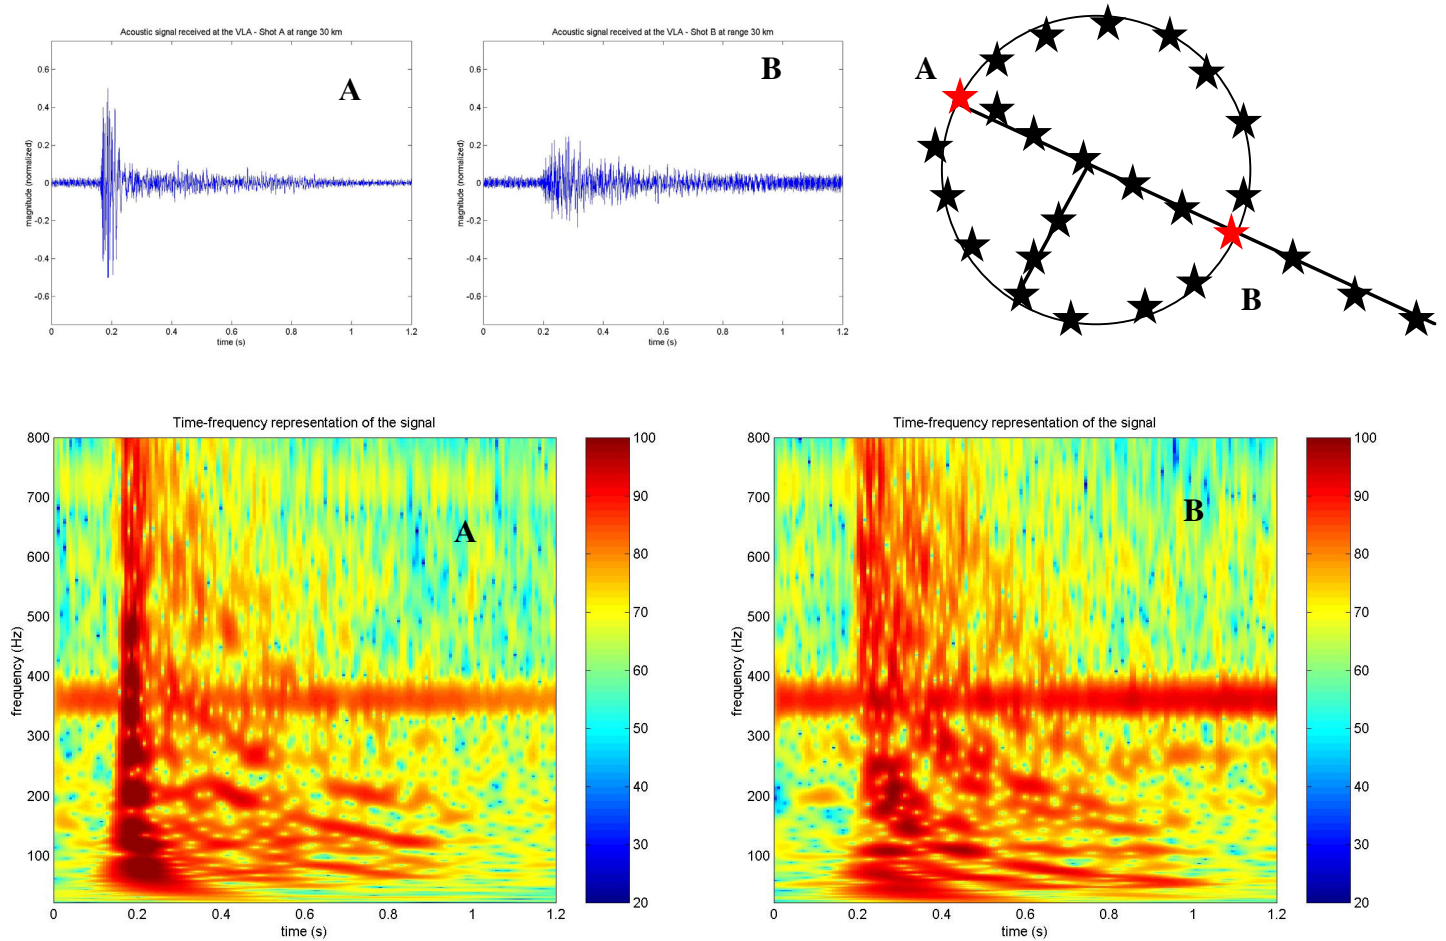 Acoustic signal received at the VLA - Shot A at range 30 km
A
magnitude (normalized)
0.6
0.4
0.2
0
-0.2
-0.4
-0.6
0 0.2 0.4 0.6 0.8 1 1.2
time (s)
Acoustic signal received at the VLA - Shot B at range 30 km
B
magnitude (normalized)
0.6
0.4
0.2
0
-0.2
-0.4
-0.6
0 0.2 0.4 0.6 0.8 1 1.2
time (s)
A
B
Time-frequency representation of the signal
A
frequency (Hz)
800
700
600
500
400
300
200
100
0 0.2 0.4 0.6 0.8 1 1.2
time (s)
100
90
80
70
60
50
40
30
20
Time-frequency representation of the signal
B
frequency (Hz)
800
700
600
500
400
300
200
100
0 0.2 0.4 0.6 0.8 1 1.2
time (s)
100
90
80
70
60
50
40
30
20